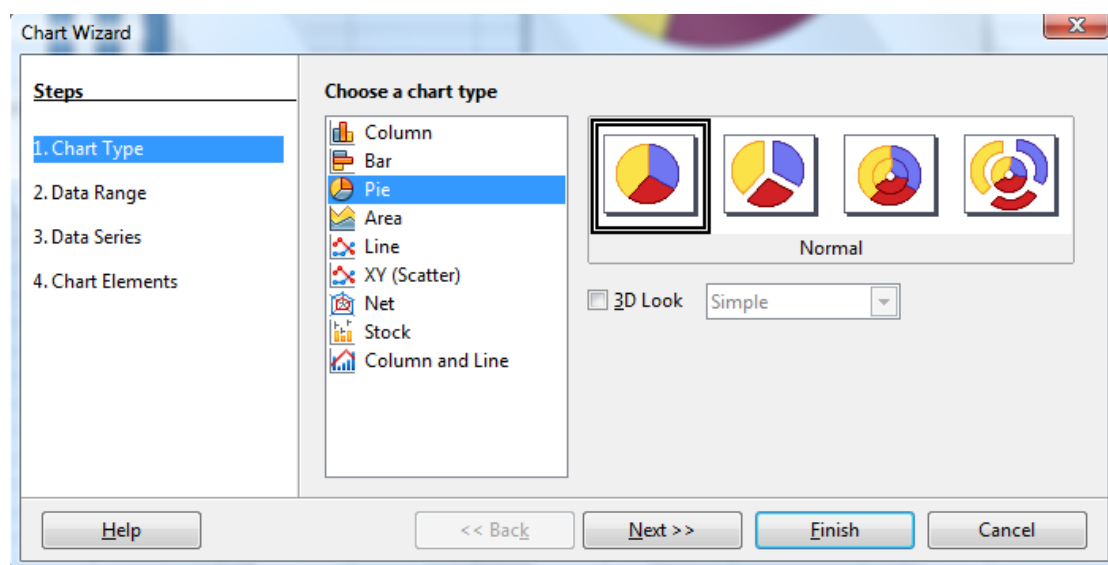 Chart Wizard
Steps
1. Chart Type
2. Data Range
3. Data Series
4. Chart Elements
Choose a chart type
Column
Bar
Pie
Area
Line
XY (Scatter)
Net
Stock
Column and Line
Normal
3D Look
Simple
Help
<< Back
Next >>
Finish
Cancel